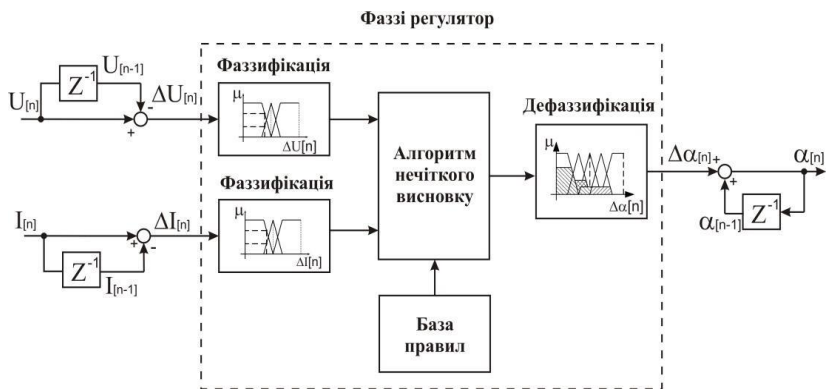 Фаззі регулятор
Фаззифікація
Z-1
U[n-1]
U[n]
ΔU[n]
+
-
μ
ΔU[n]
Фаззифікація
I[n]
ΔI[n]
+
-
Z-1
I[n-1]
μ
ΔI[n]
Алгоритм
нечіткого
висновку
База
правил
Дефаззифікація
μ
Δα[n]
Δα[n]
+
+
α[n]
α[n-1]
Z-1